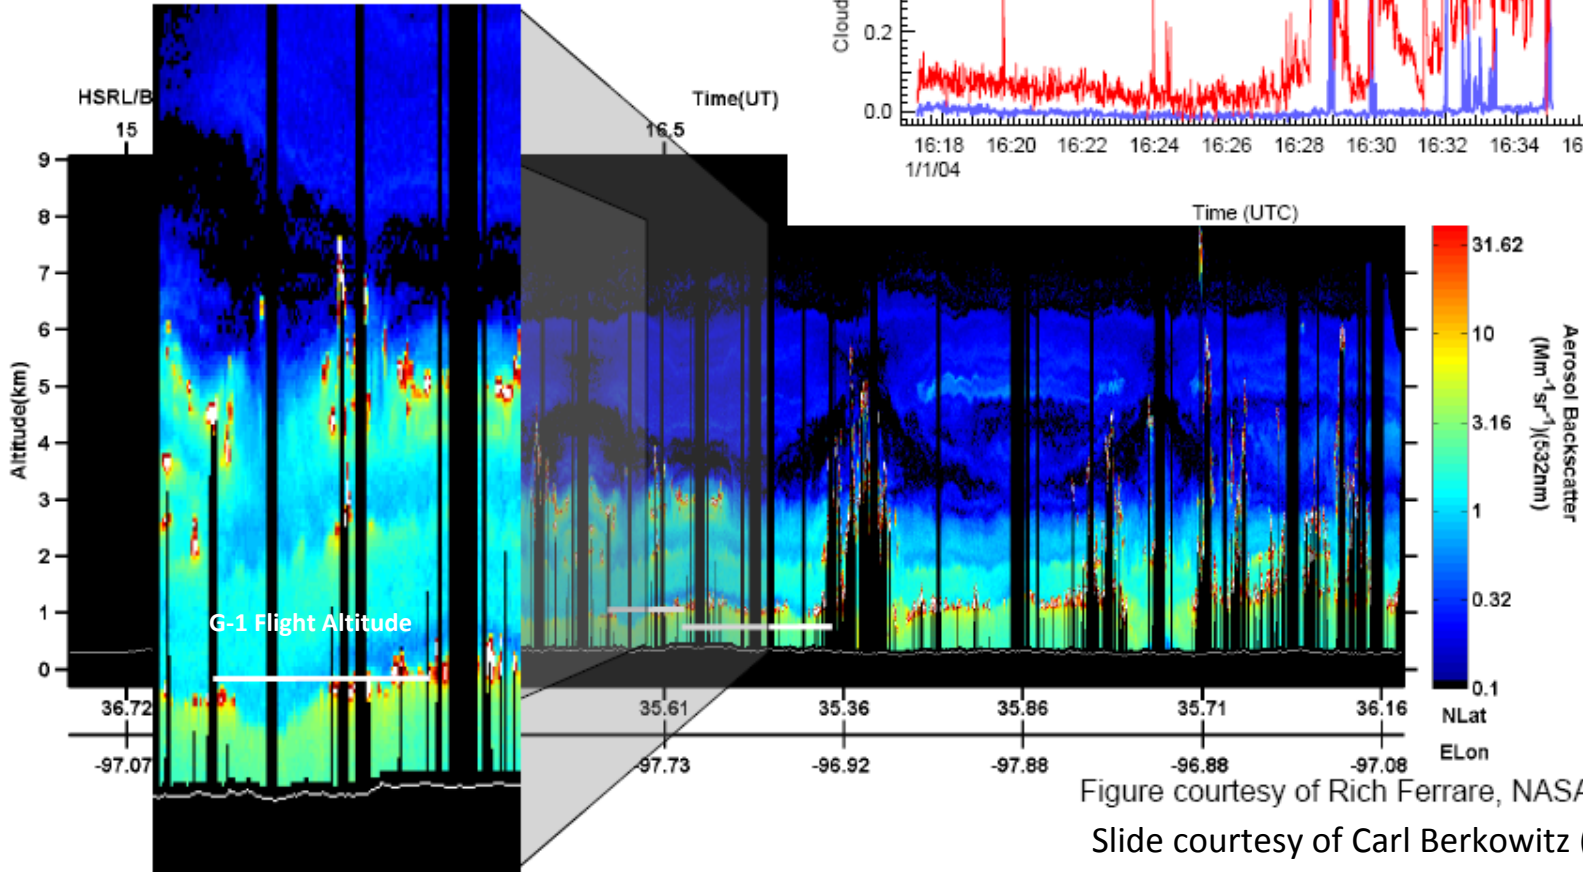 Cloud
0.2
0.0
16:18 16:20 16:22 16:24 16:26 16:28 16:30 16:32 16:34 16
1/1/04
Time (UTC)
HSRL/B
Time(UT)
15
16.5
9
8
7
6
5
4
3
2
1
0
Altitude(km)
G-1 Flight Altitude
31.62
10
3.16
1
0.32
0.1
Aerosol Backscatter
(Mm⁻¹sr⁻¹)(532nm)
36.72 35.61 35.36 35.86 35.71 36.16 NLat
-97.07 -97.73 -96.92 -97.88 -96.88 -97.08 ELon
Figure courtesy of Rich Ferrare, NASA
Slide courtesy of Carl Berkowitz (